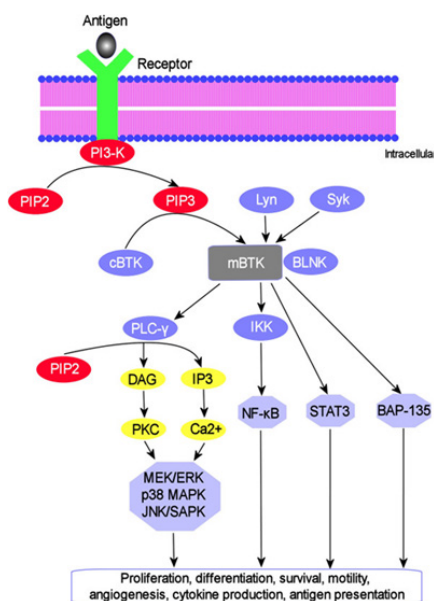 Antigen
Receptor
PI3-K
Intracellular
PIP2
PIP3
Lyn
Syk
cBTK
mBTK
BLNK
PLC-γ
IKK
PIP2
DAG
IP3
NF-κB
STAT3
BAP-135
PKC
Ca2+
MEK/ERK
p38 MAPK
JNK/SAPK
Proliferation, differentiation, survival, motility,
angiogenesis, cytokine production, antigen presentation